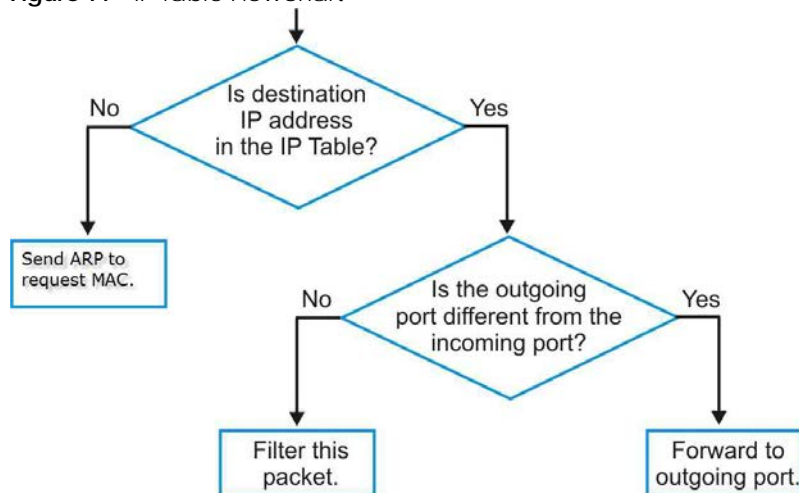 Is destination
IP address
in the IP Table?
No
Yes
Send ARP to
request MAC.
Is the outgoing
port different from the
incoming port?
No
Yes
Filter this
packet.
Forward to
outgoing port.